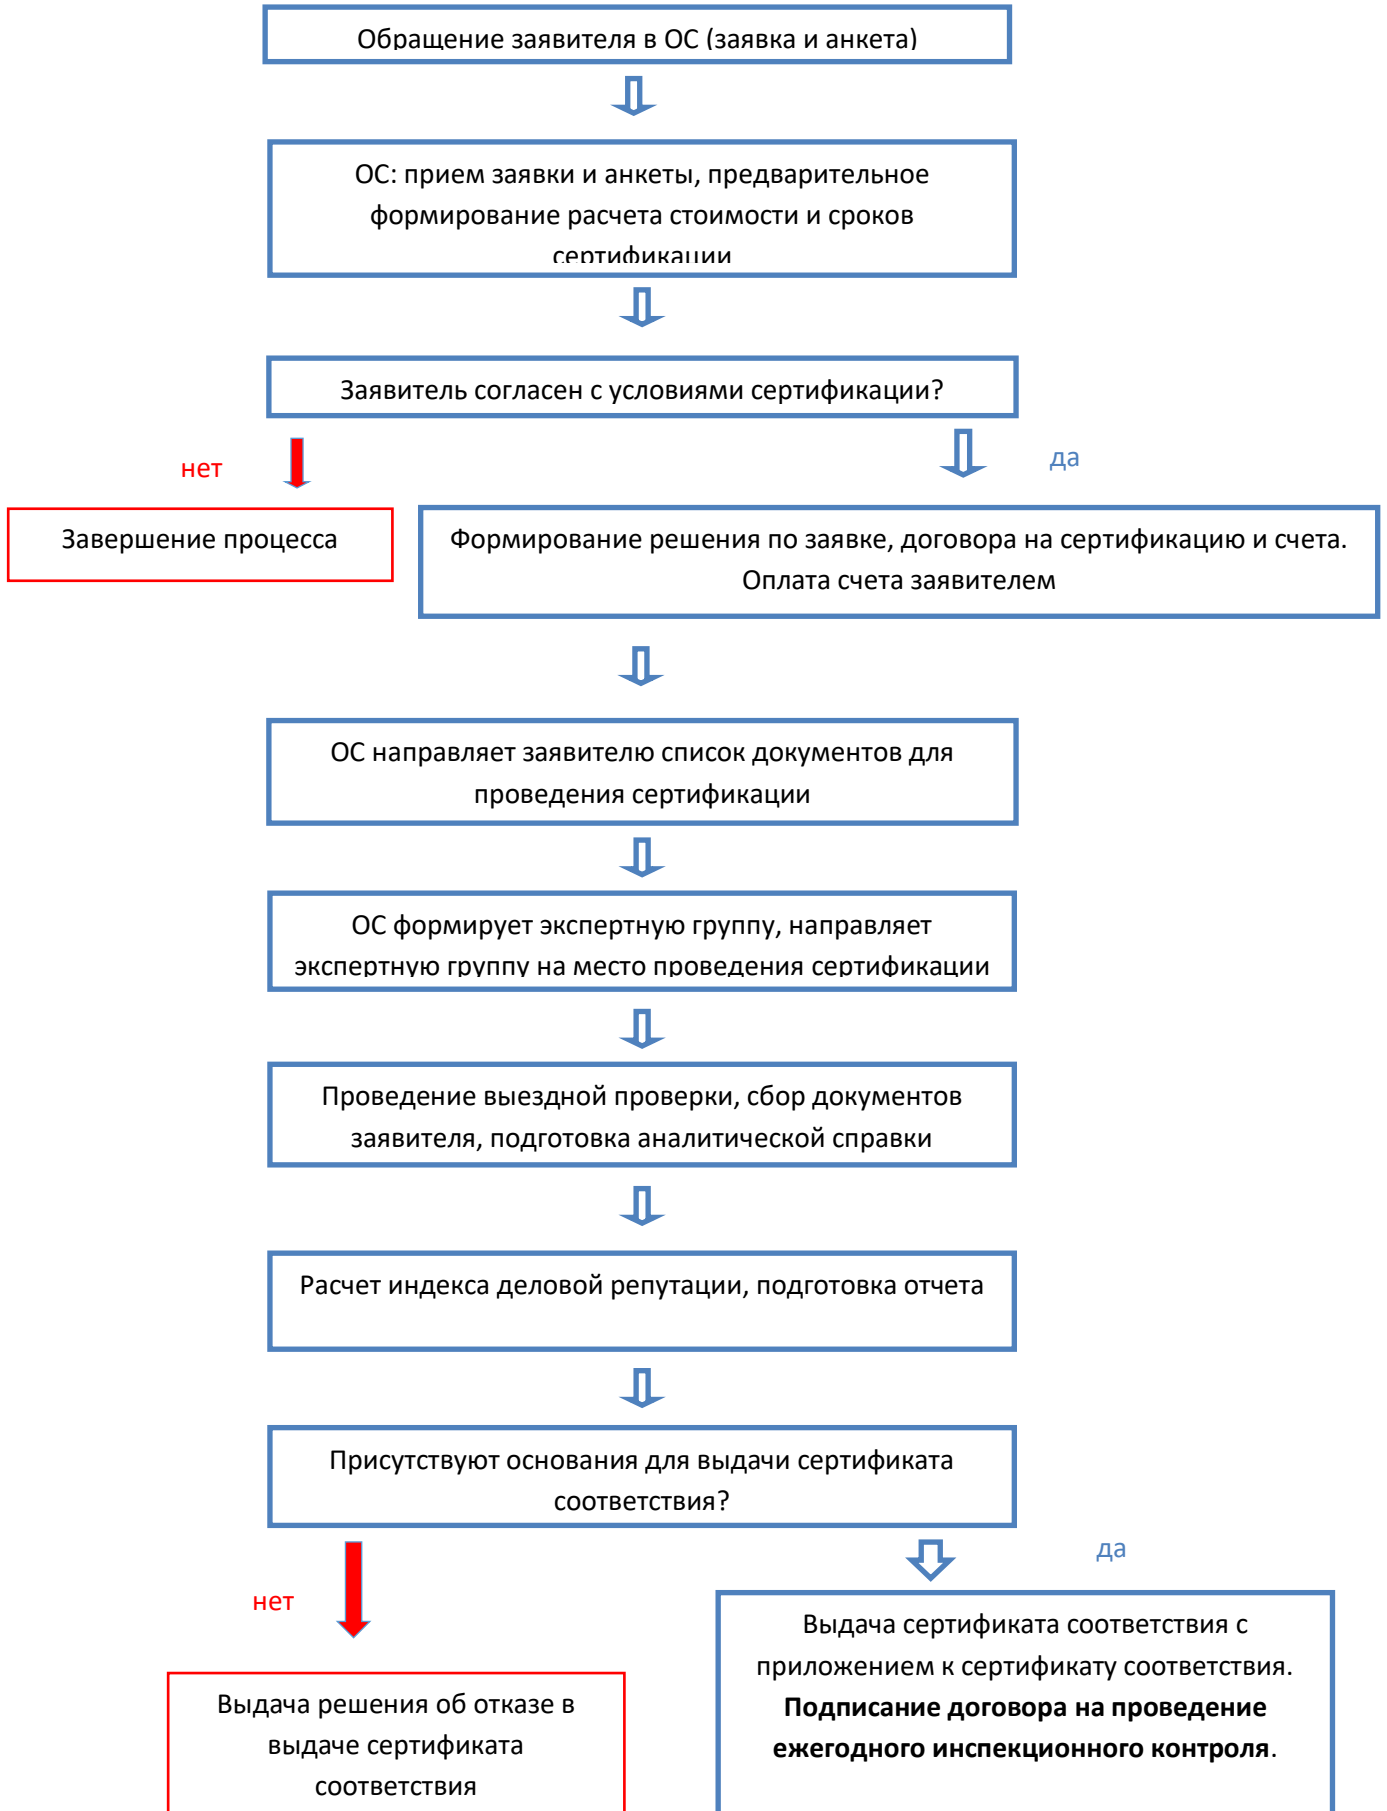 Обращение заявителя в ОС (заявка и анкета)
ОС: прием заявки и анкеты, предварительное
формирование расчета стоимости и сроков
сертификации
Заявитель согласен с условиями сертификации?
нет
да
Завершение процесса
Формирование решения по заявке, договора на сертификацию и счета.
Оплата счета заявителем
ОС направляет заявителю список документов для
проведения сертификации
ОС формирует экспертную группу, направляет
экспертную группу на место проведения сертификации
Проведение выездной проверки, сбор документов
заявителя, подготовка аналитической справки
Расчет индекса деловой репутации, подготовка отчета
Присутствуют основания для выдачи сертификата
соответствия?
нет
да
Выдача решения об отказе в
выдаче сертификата
соответствия
Выдача сертификата соответствия с
приложением к сертификату соответствия.
Подписание договора на проведение
ежегодного инспекционного контроля.